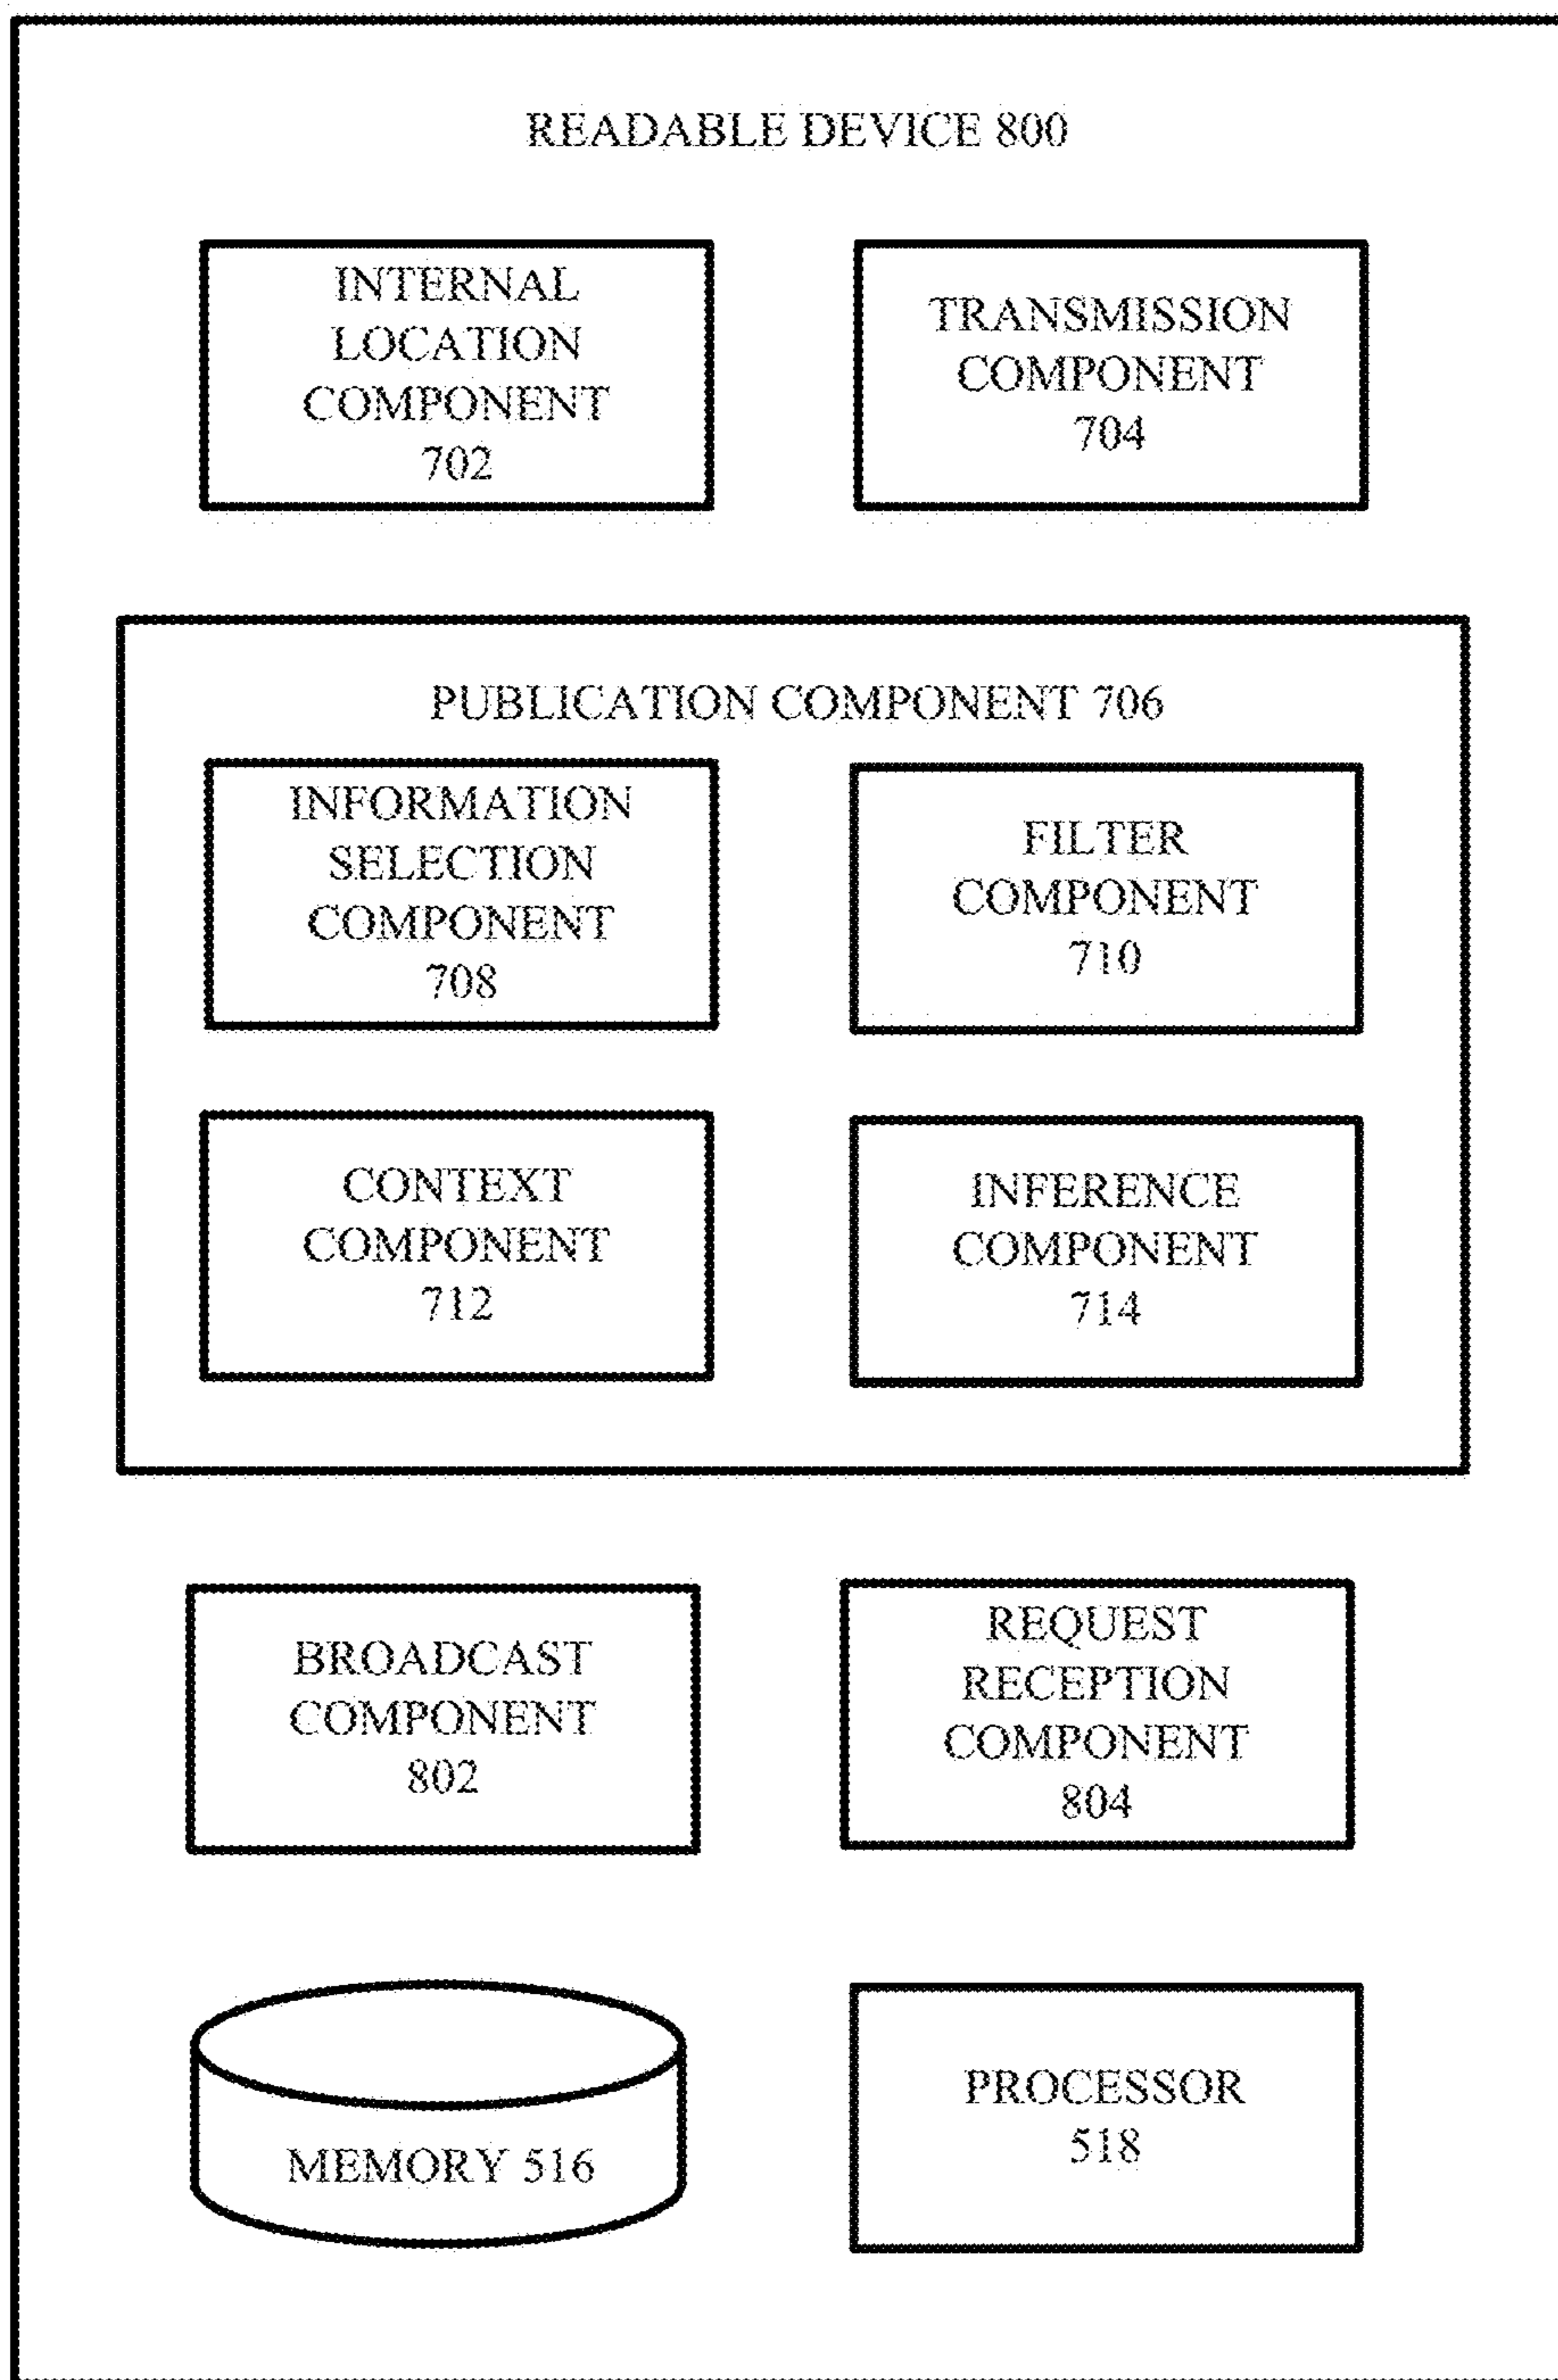 READABLE DEVICE 800
INTERNAL
LOCATION
COMPONENT
702
TRANSMISSION
COMPONENT
704
PUBLICATION COMPONENT 706
INFORMATION
SELECTION
COMPONENT
708
FILTER
COMPONENT
710
CONTEXT
COMPONENT
712
INFERENCE
COMPONENT
714
BROADCAST
COMPONENT
802
REQUEST
RECEPTION
COMPONENT
804
MEMORY 516
PROCESSOR
518